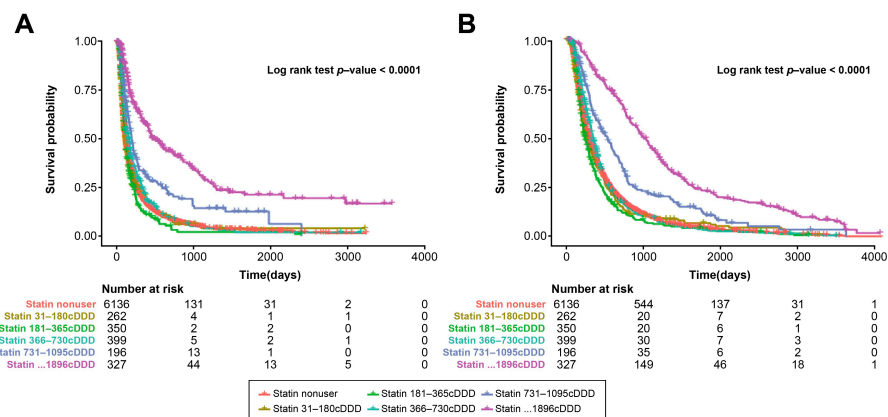 A
B
1.00
0.75
0.50
0.25
0.00
Survival probability
Log rank test p–value < 0.0001
0 1000 2000 3000 4000
Time(days)
1.00
0.75
0.50
0.25
0.00
Survival probability
Log rank test p–value < 0.0001
0 1000 2000 3000 4000
Time(days)
Number at risk
Statin nonuser 6136 131 31 2 0
Statin 31–180cDDD 262 4 1 1 0
Statin 181–365cDDD 350 2 2 0 0
Statin 366–730cDDD 399 5 2 1 0
Statin 731–1095cDDD 196 13 1 0 0
Statin ...1896cDDD 327 44 13 5 0
Number at risk
Statin nonuser 6136 544 137 31 1
Statin 31–180cDDD 262 20 7 2 0
Statin 181–365cDDD 350 20 6 1 0
Statin 366–730cDDD 399 30 7 3 0
Statin 731–1095cDDD 196 35 6 2 0
Statin ...1896cDDD 327 149 46 18 1
Statin nonuser Statin 181–365cDDD Statin 731–1095cDDD
Statin 31–180cDDD Statin 366–730cDDD Statin ...1896cDDD